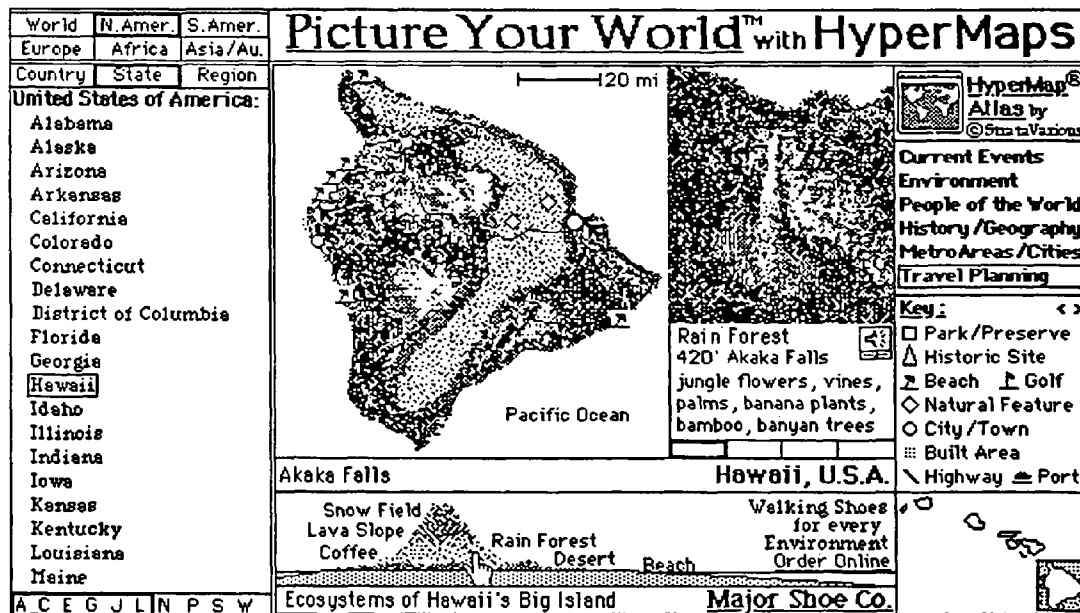 World N.Amer. S.Amer.
Europe Africa Asia/Au.
Country State Region
United States of America:
Alabama
Alaska
Arizona
Arkansas
California
Colorado
Connecticut
Delaware
District of Columbia
Florida
Georgia
Hawaii
Idaho
Illinois
Indiana
Iowa
Kansas
Kentucky
Louisiana
Maine
A C E G J L N P S W
Picture Your World™ with HyperMaps
20 mi
Pacific Ocean
Rain Forest
420' Akaka Falls
jungle flowers, vines,
palms, banana plants,
bamboo, banyan trees
Akaka Falls Hawaii, U.S.A.
Snow Field
Lava Slope
Coffee
Rain Forest
Desert
Beach
Walking Shoes
for every
Environment
Order Online
Ecosystems of Hawaii's Big Island Major Shoe Co.
HyperMap®
Atlas by
©StrataVarious
Current Events
Environment
People of the World
History/Geography
MetroAreas/Cities
Travel Planning
Key: < >
Park/Preserve
Historic Site
Beach Golf
Natural Feature
City/Town
Built Area
Highway Port